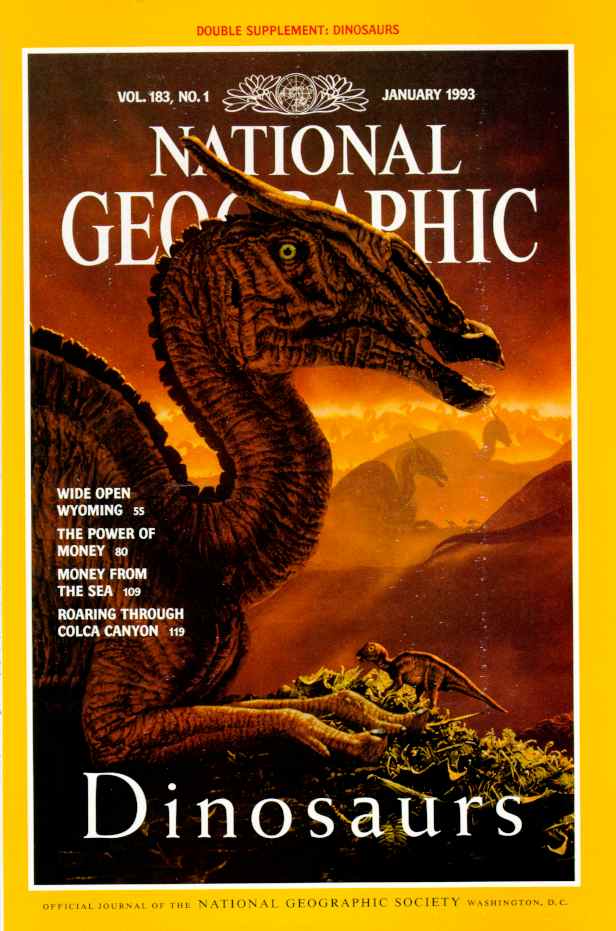 DOUBLE SUPPLEMENT: DINOSAURS
VOL. 183, NO. 1
JANUARY 1993
NATIONAL
GEOGRAPHIC
WIDE OPEN
WYOMING 55
THE POWER OF
MONEY 80
MONEY FROM
THE SEA 109
ROARING THROUGH
COLCA CANYON 119
Dinosaurs
OFFICIAL JOURNAL OF THE NATIONAL GEOGRAPHIC SOCIETY WASHINGTON, D.C.